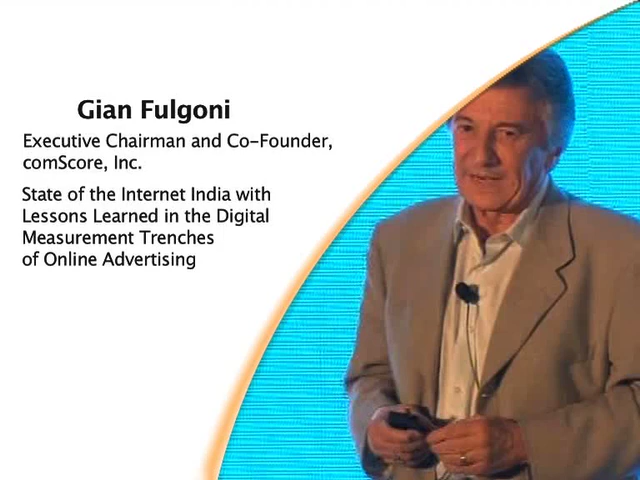 Gian Fulgoni
Executive Chairman and Co-Founder,
comScore, Inc.
State of the Internet India with
Lessons Learned in the Digital
Measurement Trenches
of Online Advertising